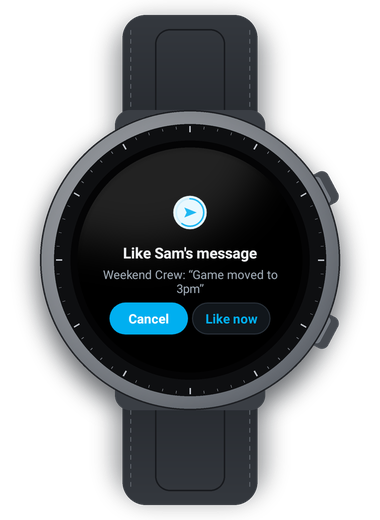 Like Sam's message
Weekend Crew: “Game moved to
3pm”
Cancel
Like now